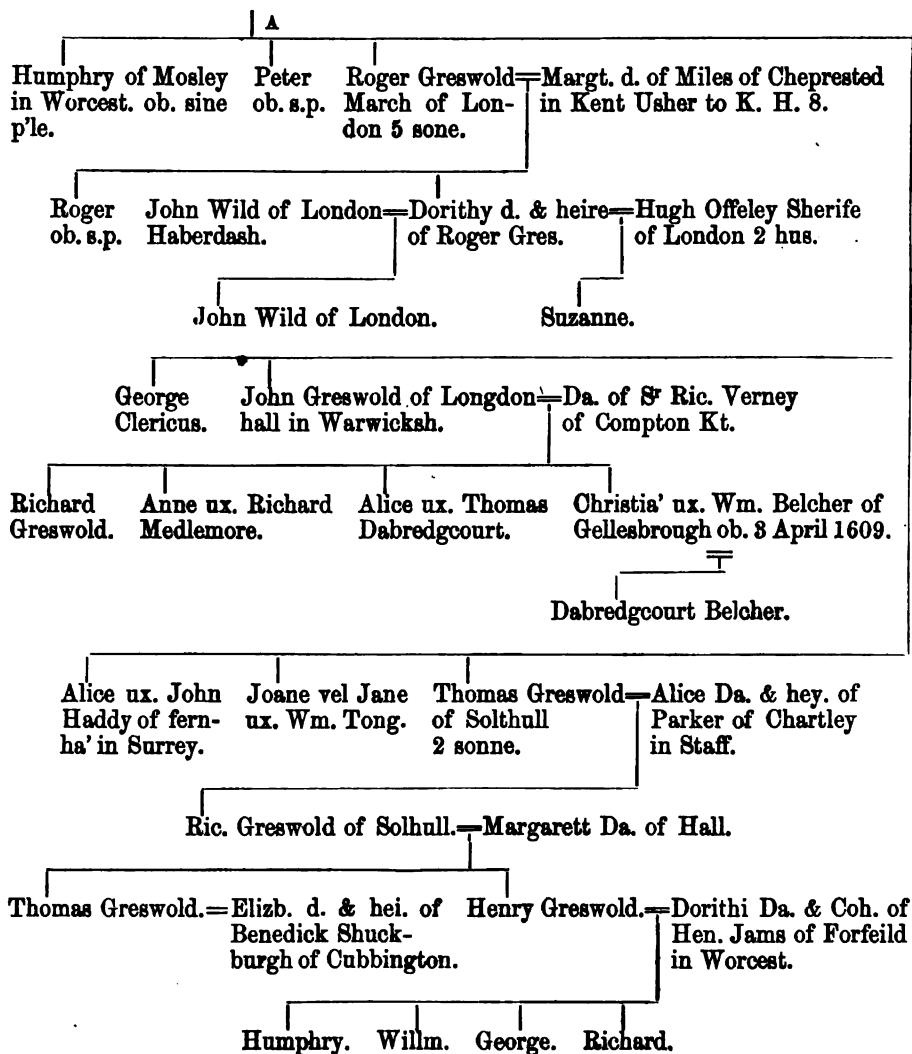 A
Humphry of Mosley
in Worcest. ob. sine
p'le.
Peter
ob. s.p.
Roger Greswold=Margt. d. of Miles of Cheprested
March of Lon-
don 5 sone.
in Kent Usher to K. H. 8.
Roger
ob. s.p.
John Wild of London=Dorithy d. & heire=Hugh Offeley Sherife
Haberdash.
of Roger Gres.
of London 2 hus.
John Wild of London.
Suzanne.
George
Clericus.
John Greswold of Longdon=Da. of Sr Ric. Verney
hall in Warwicksh.
of Compton Kt.
Richard
Greswold.
Anne ux. Richard
Medlemore.
Alice ux. Thomas
Dabredgcourt.
Christia' ux. Wm. Belcher of
Gellesbrough ob. 3 April 1609.
Dabredgcourt Belcher.
Alice ux. John
Haddy of fern-
ha' in Surrey.
Joane vel Jane
ux. Wm. Tong.
Thomas Greswold=Alice Da. & hey. of
of Solthull
2 sonne.
Parker of Chartley
in Staff.
Ric. Greswold of Solhull.=Margarett Da. of Hall.
Thomas Greswold.=Elizb. d. & hei. of
Benedick Shuck-
burgh of Cubbington.
Henry Greswold.=Dorithi Da. & Coh. of
Hen. Jams of Forfeild
in Worcest.
Humphry. Willm. George. Richard.